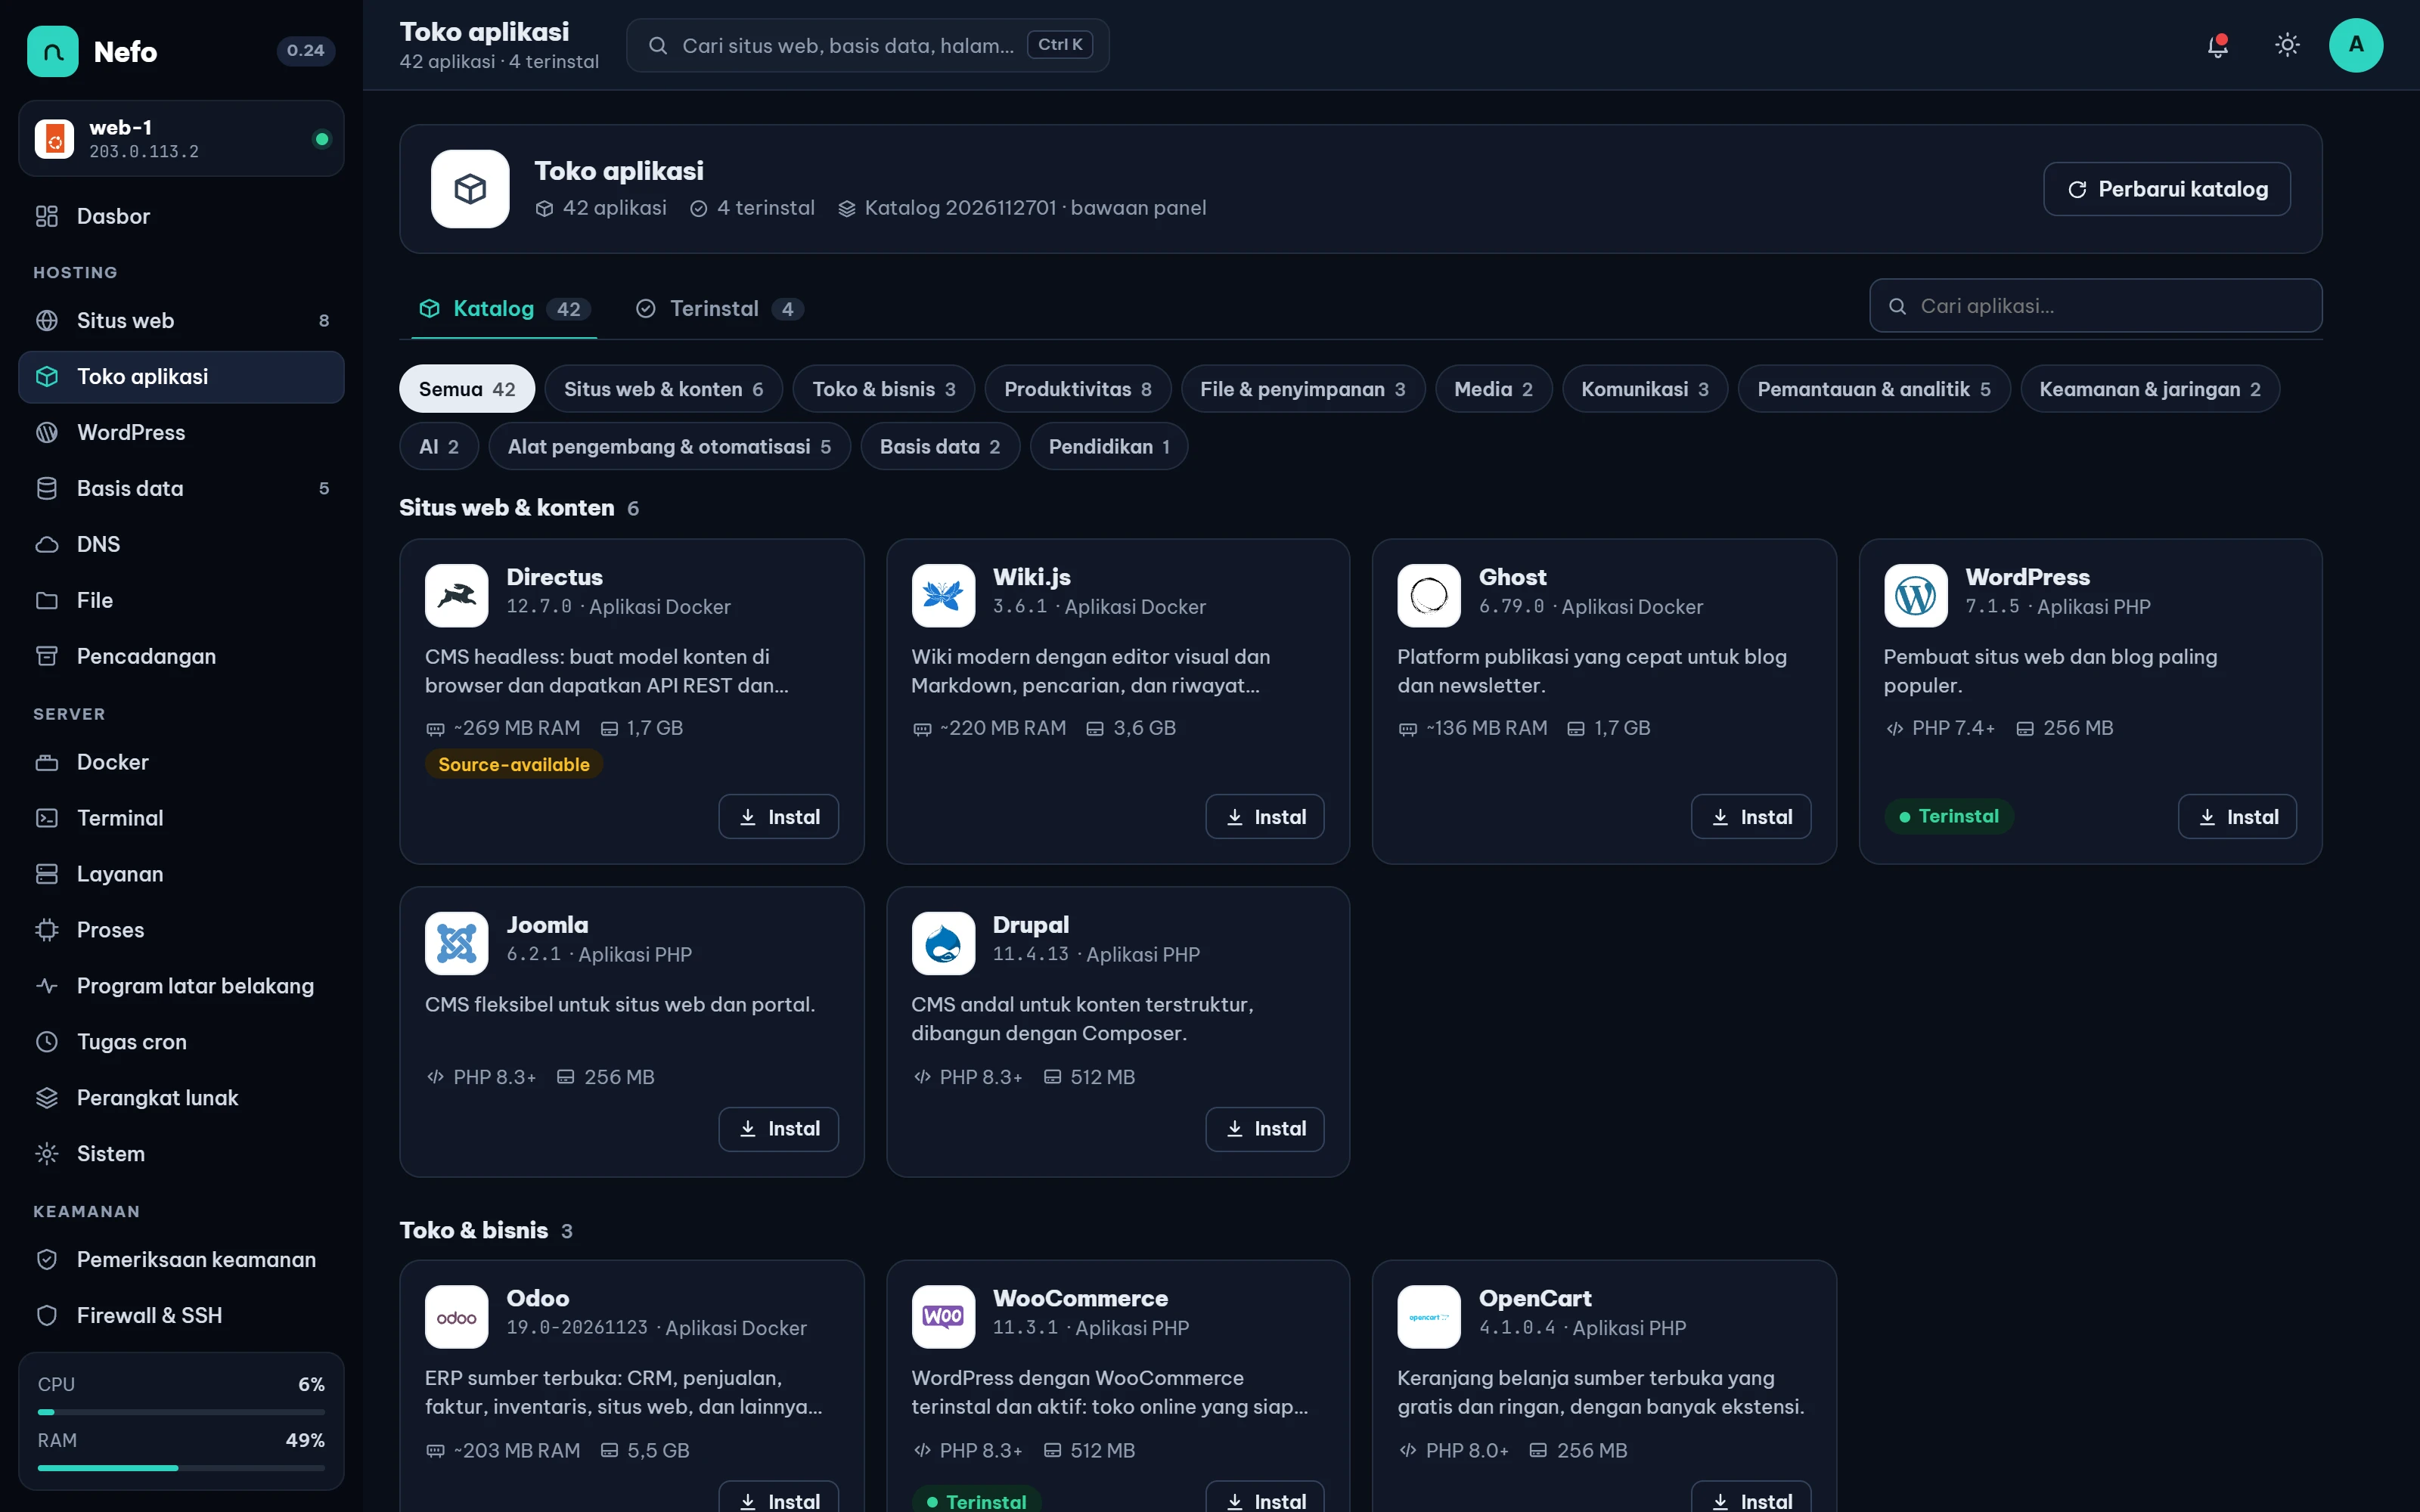 Nefo
0.24
web-1
203.0.113.2
Dasbor
HOSTING
Situs web 8
Toko aplikasi
WordPress
Basis data 5
DNS
File
Pencadangan
SERVER
Docker
Terminal
Layanan
Proses
Program latar belakang
Tugas cron
Perangkat lunak
Sistem
KEAMANAN
Pemeriksaan keamanan
Firewall & SSH
CPU 6%
RAM 49%
Toko aplikasi
42 aplikasi · 4 terinstal
Cari situs web, basis data, halam... Ctrl K
A
Toko aplikasi
42 aplikasi 4 terinstal Katalog 2026112701 · bawaan panel
Perbarui katalog
Katalog 42 Terinstal 4
Cari aplikasi...
Semua 42 Situs web & konten 6 Toko & bisnis 3 Produktivitas 8 File & penyimpanan 3 Media 2 Komunikasi 3 Pemantauan & analitik 5 Keamanan & jaringan 2
AI 2 Alat pengembang & otomatisasi 5 Basis data 2 Pendidikan 1
Situs web & konten 6
Directus
12.7.0 · Aplikasi Docker
CMS headless: buat model konten di
browser dan dapatkan API REST dan...
~269 MB RAM 1,7 GB
Source-available
Instal
Wiki.js
3.6.1 · Aplikasi Docker
Wiki modern dengan editor visual dan
Markdown, pencarian, dan riwayat...
~220 MB RAM 3,6 GB
Instal
Ghost
6.79.0 · Aplikasi Docker
Platform publikasi yang cepat untuk blog
dan newsletter.
~136 MB RAM 1,7 GB
Instal
WordPress
7.1.5 · Aplikasi PHP
Pembuat situs web dan blog paling
populer.
PHP 7.4+ 256 MB
Terinstal Instal
Joomla
6.2.1 · Aplikasi PHP
CMS fleksibel untuk situs web dan portal.
PHP 8.3+ 256 MB
Instal
Drupal
11.4.13 · Aplikasi PHP
CMS andal untuk konten terstruktur,
dibangun dengan Composer.
PHP 8.3+ 512 MB
Instal
Toko & bisnis 3
odoo
Odoo
19.0-20261123 · Aplikasi Docker
ERP sumber terbuka: CRM, penjualan,
faktur, inventaris, situs web, dan lainnya...
~203 MB RAM 5,5 GB
Instal
WOO
WooCommerce
11.3.1 · Aplikasi PHP
WordPress dengan WooCommerce
terinstal dan aktif: toko online yang siap...
PHP 8.3+ 512 MB
Terinstal Instal
opencart
OpenCart
4.1.0.4 · Aplikasi PHP
Keranjang belanja sumber terbuka yang
gratis dan ringan, dengan banyak ekstensi.
PHP 8.0+ 256 MB
Instal